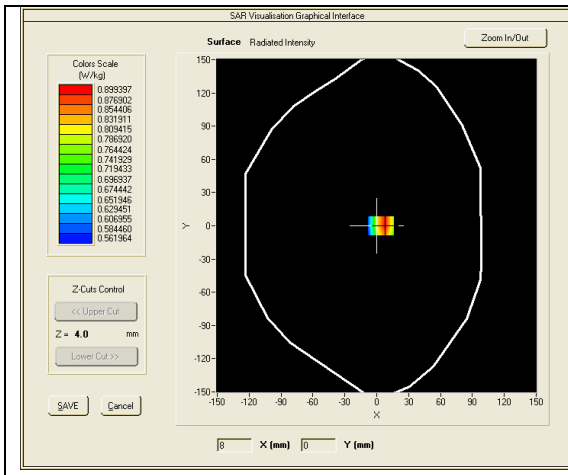 SAR Visualisation Graphical Interface
Surface Radiated Intensity
Zoom In/Out
Colors Scale
(W/kg)
0.899397
0.876902
0.854406
0.831911
0.809415
0.786920
0.764424
0.741929
0.719433
0.696937
0.674442
0.651946
0.629451
0.606955
0.584460
0.561964
Z-Cuts Control
<< Upper Cut
Z = 4.0 mm
Lower Cut >>
SAVE Cancel
150
120
90
60
30
0
-30
-60
-90
-120
-150
Y
-150 -120 -90 -60 -30 0 30 60 90 120 150
X
8 X (mm) 0 Y (mm)